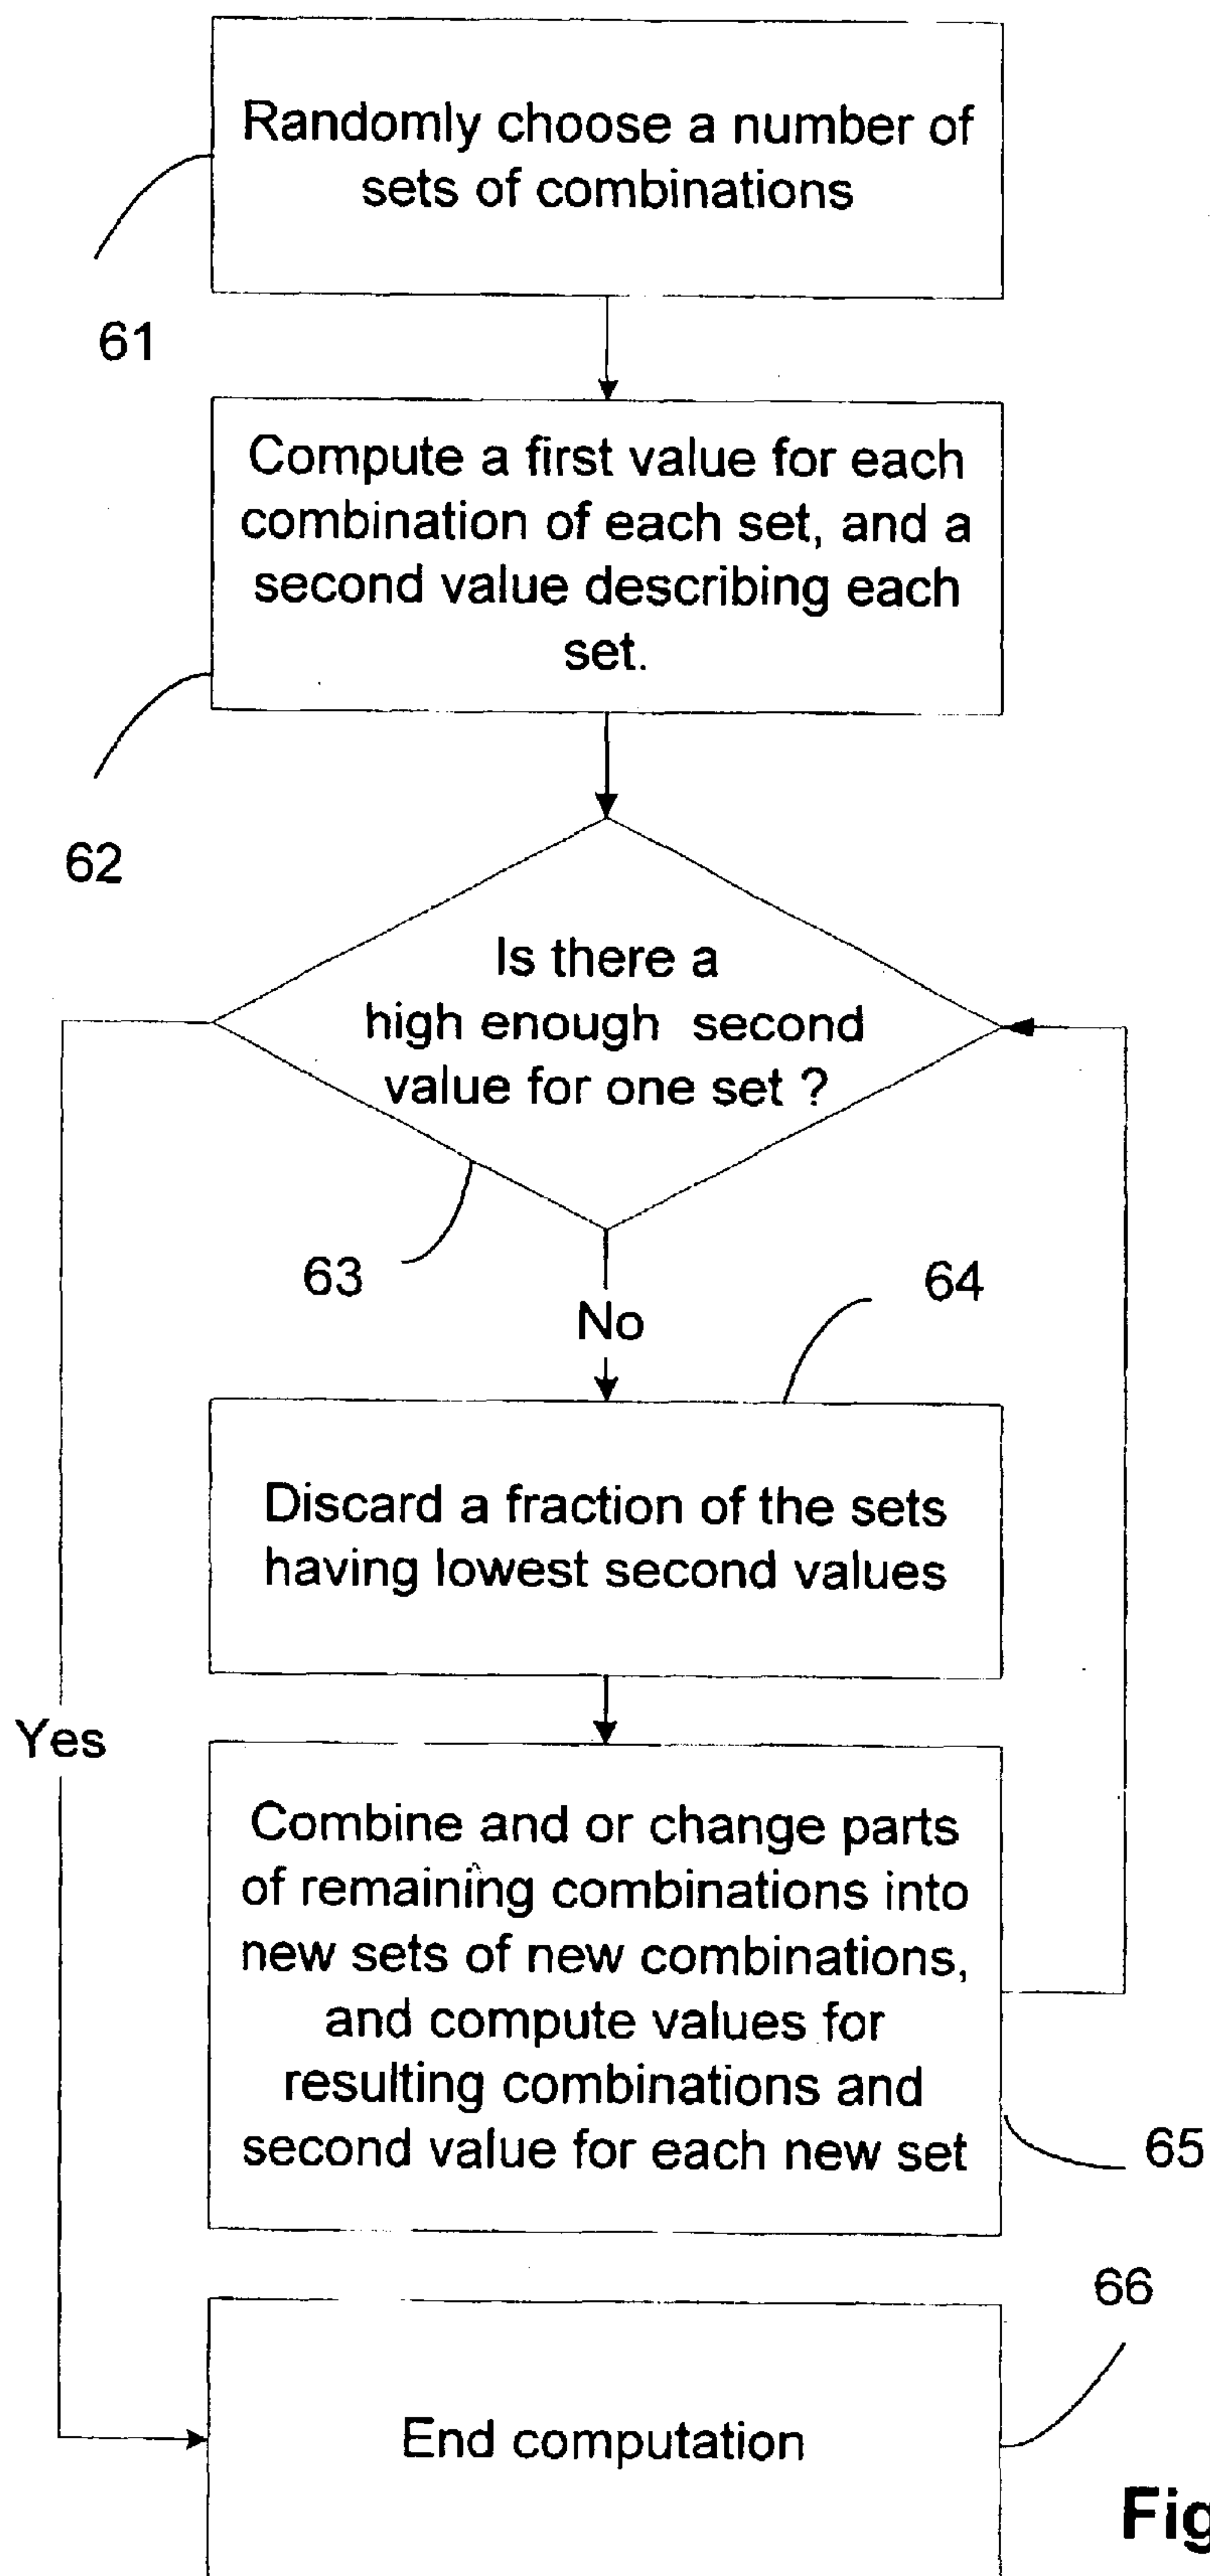 Randomly choose a number of
sets of combinations
61
Compute a first value for each
combination of each set, and a
second value describing each
set.
62
Is there a
high enough second
value for one set ?
63
64
No
Discard a fraction of the sets
having lowest second values
Yes
Combine and or change parts
of remaining combinations into
new sets of new combinations,
and compute values for
resulting combinations and
second value for each new set
65
66
End computation
Fig